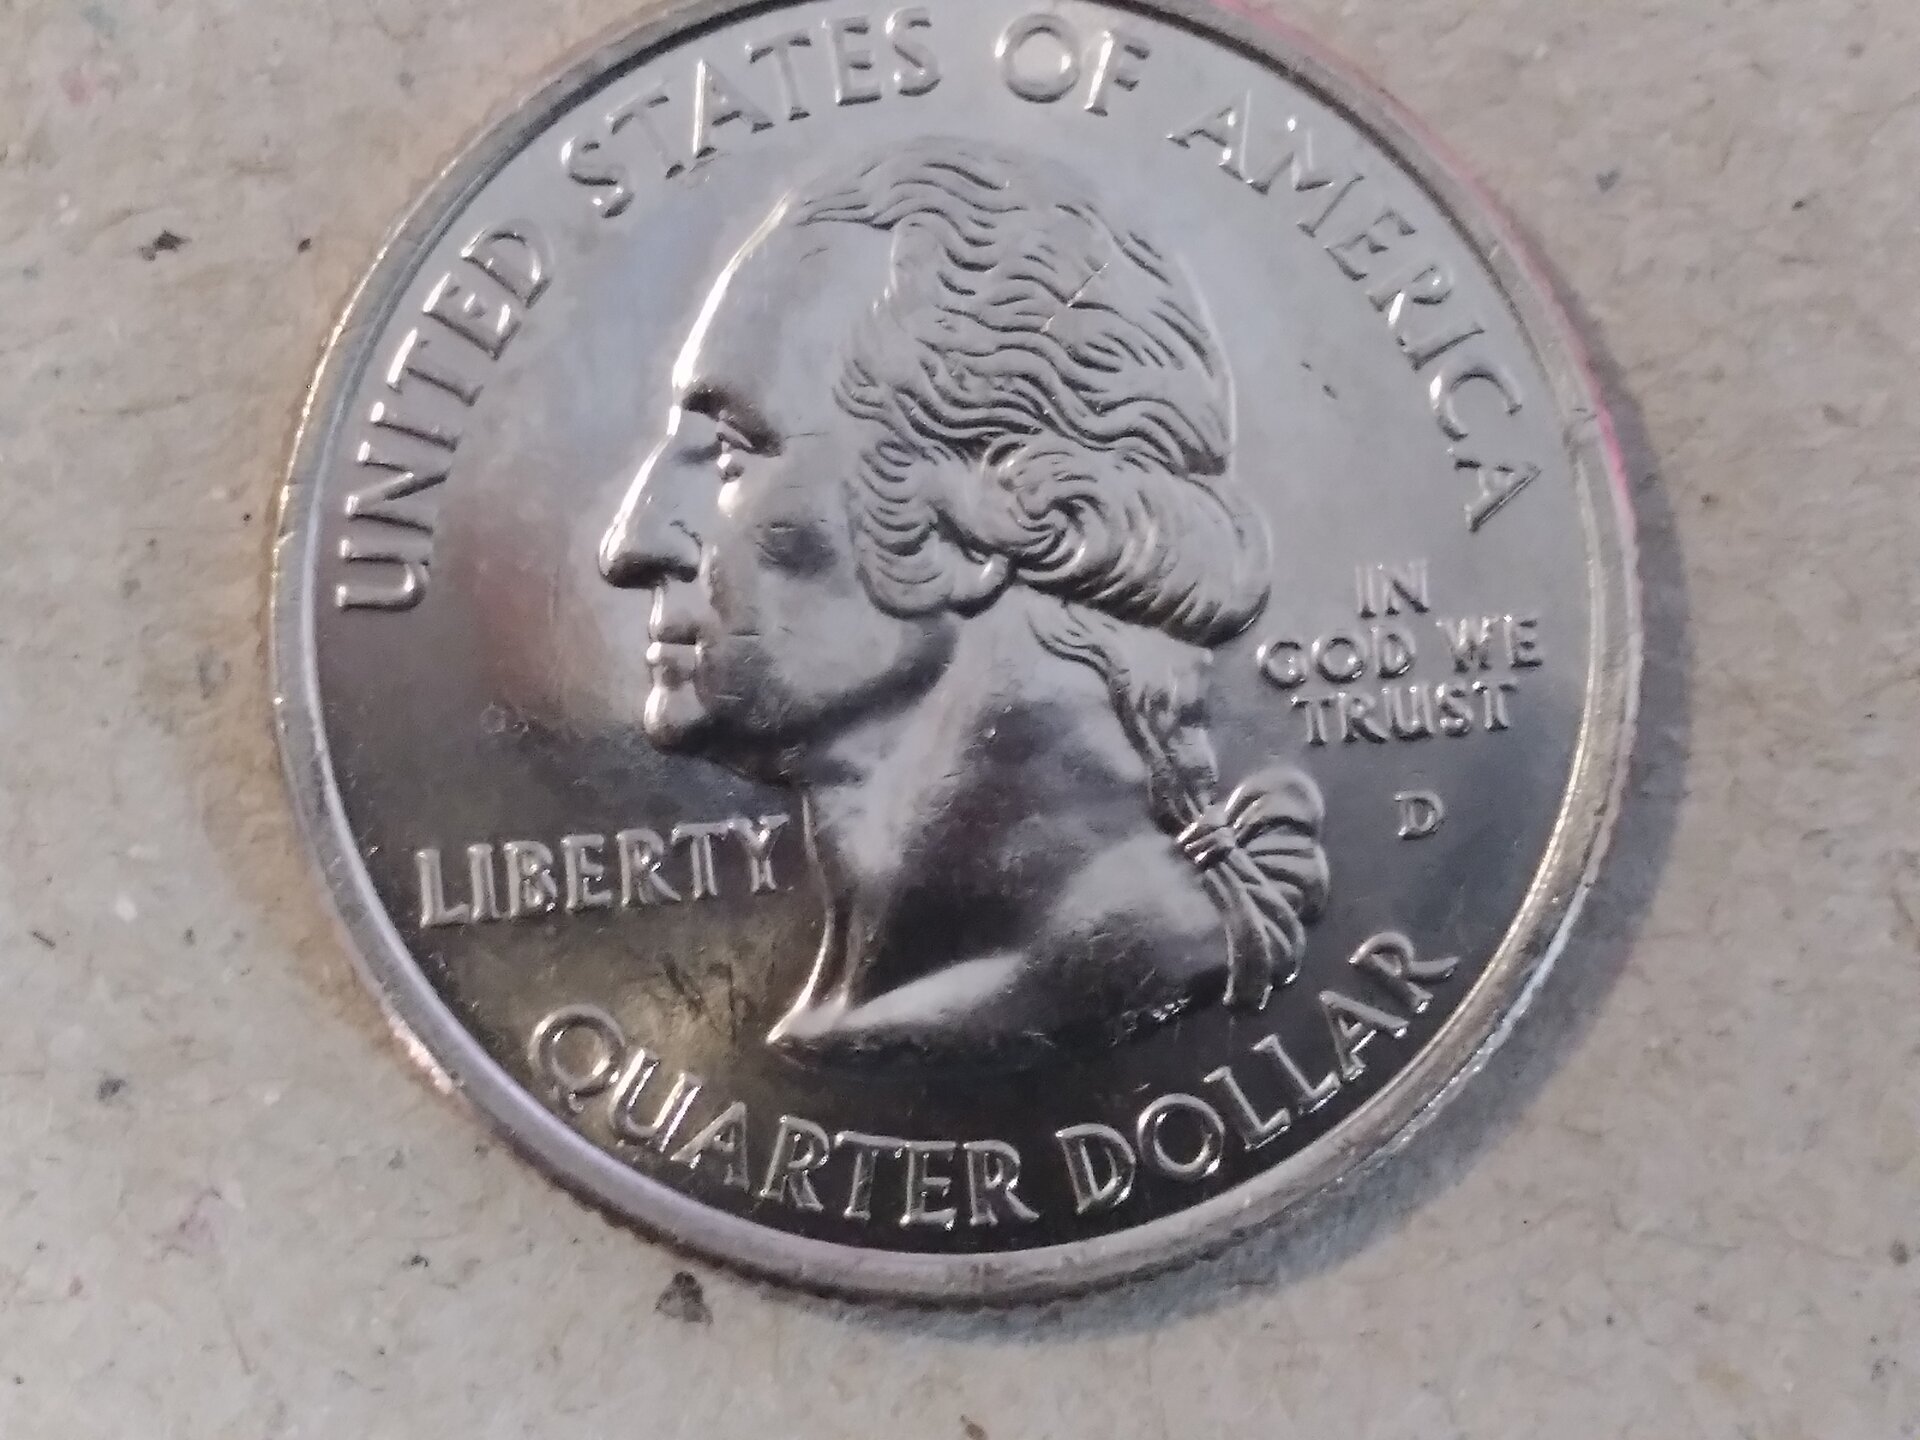 UNITED STATES OF AMERICA
IN
GOD WE
TRUST
D
LIBERTY
QUARTER DOLLAR